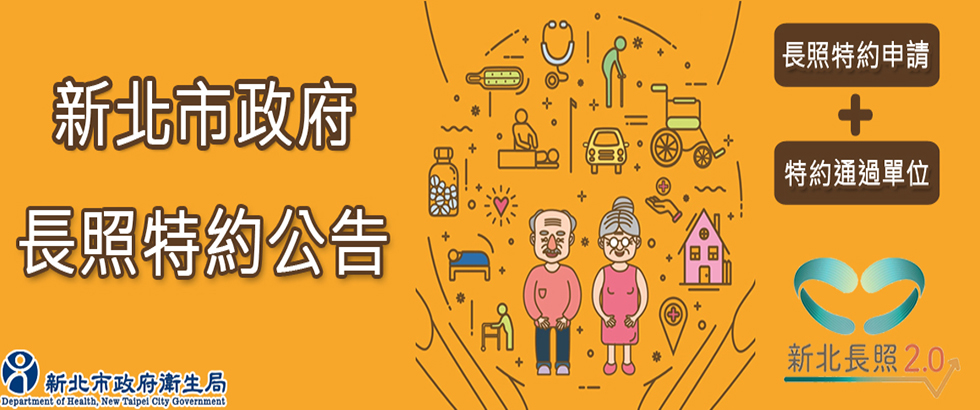 新北市政府
長照特約公告
長照特約申請
特約通過單位
新北長照2.0
新北市政府衛生局
Department of Health, New Taipei City Government